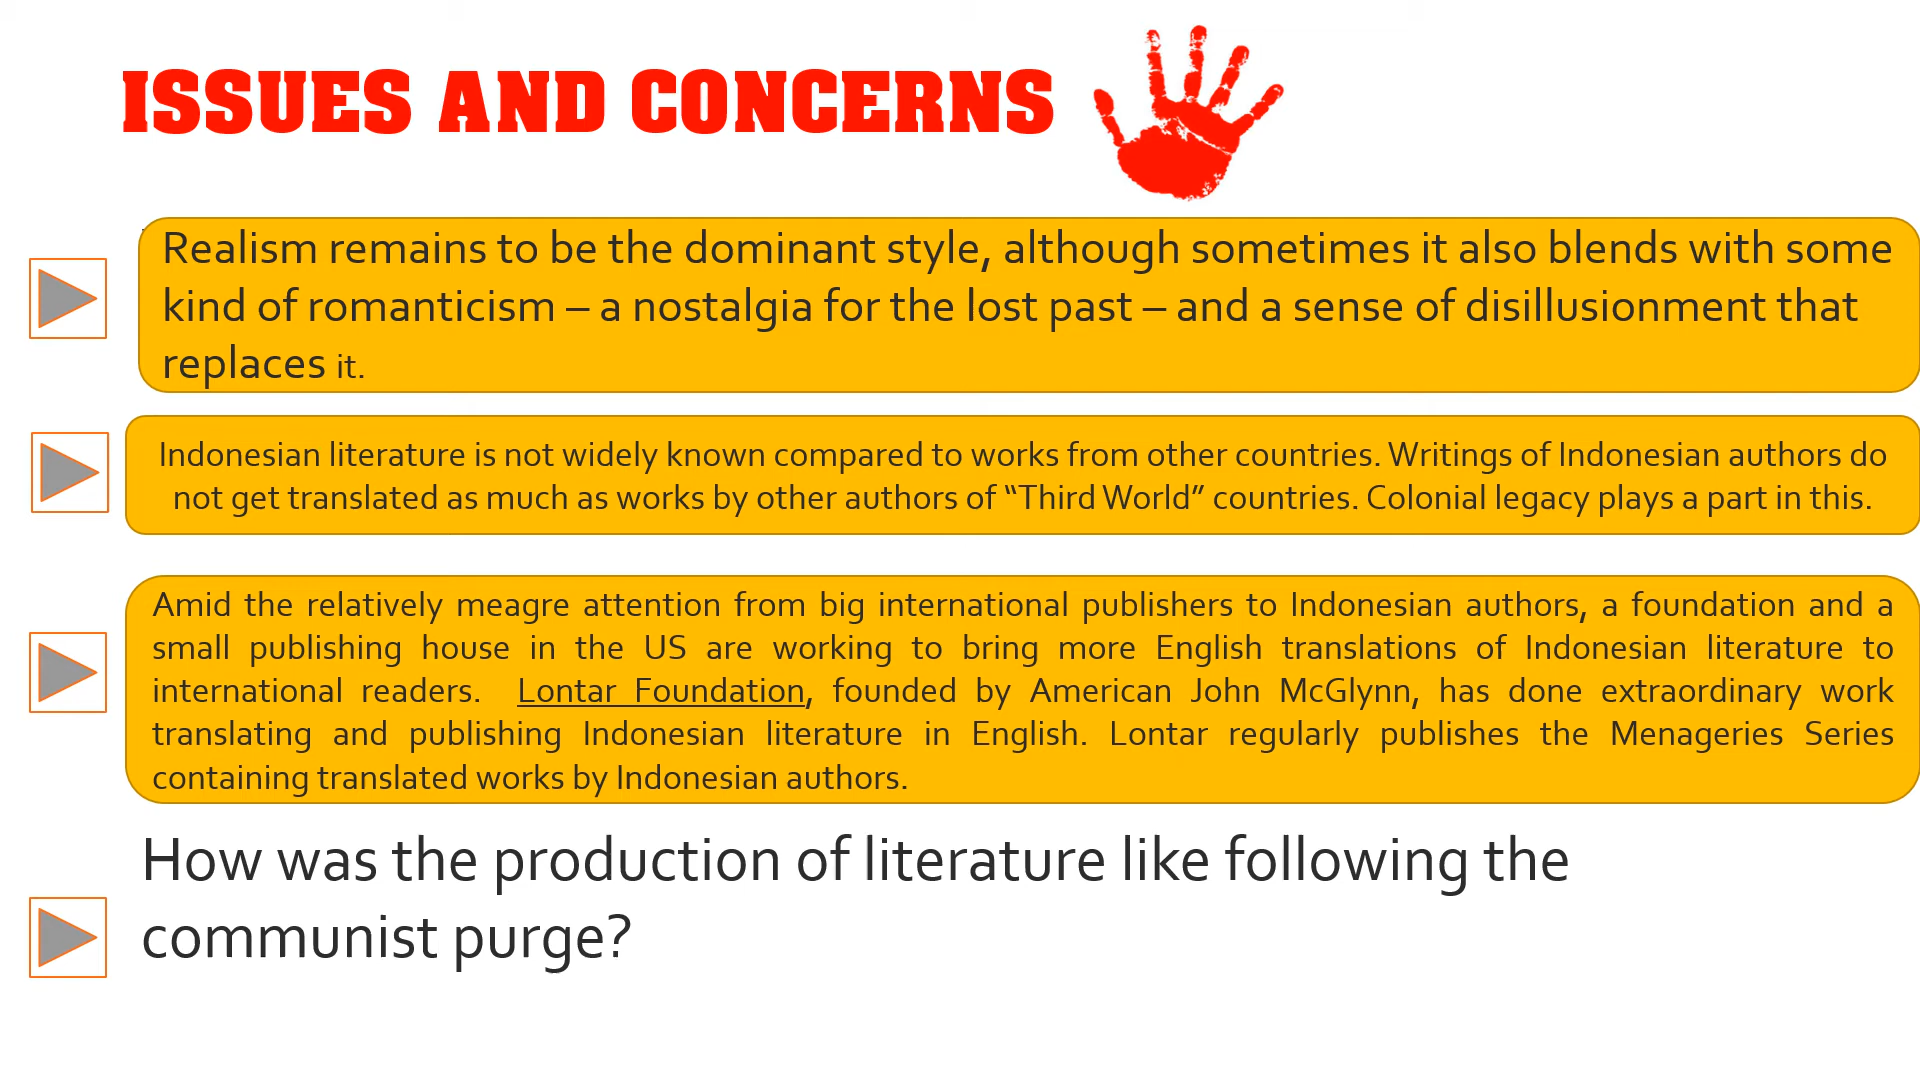 ISSUES AND CONCERNS
Realism remains to be the dominant style, although sometimes it also blends with some
kind of romanticism – a nostalgia for the lost past – and a sense of disillusionment that
replaces it.
Indonesian literature is not widely known compared to works from other countries. Writings of Indonesian authors do
not get translated as much as works by other authors of “Third World” countries. Colonial legacy plays a part in this.
Amid the relatively meagre attention from big international publishers to Indonesian authors, a foundation and a
small publishing house in the US are working to bring more English translations of Indonesian literature to
international readers. Lontar Foundation, founded by American John McGlynn, has done extraordinary work
translating and publishing Indonesian literature in English. Lontar regularly publishes the Menageries Series
containing translated works by Indonesian authors.
How was the production of literature like following the
communist purge?